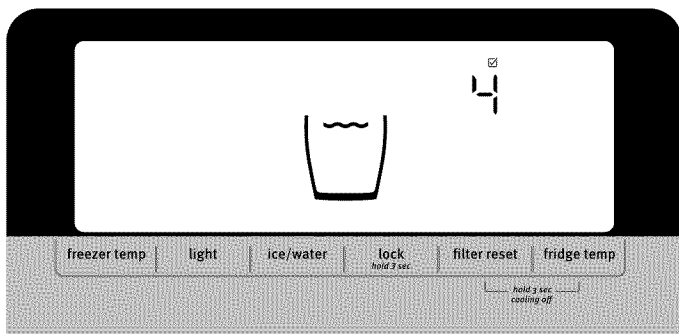 4
freezer temp light ice/water lock filter reset fridge temp
hold 3 sec
hold 3 sec
cooling off